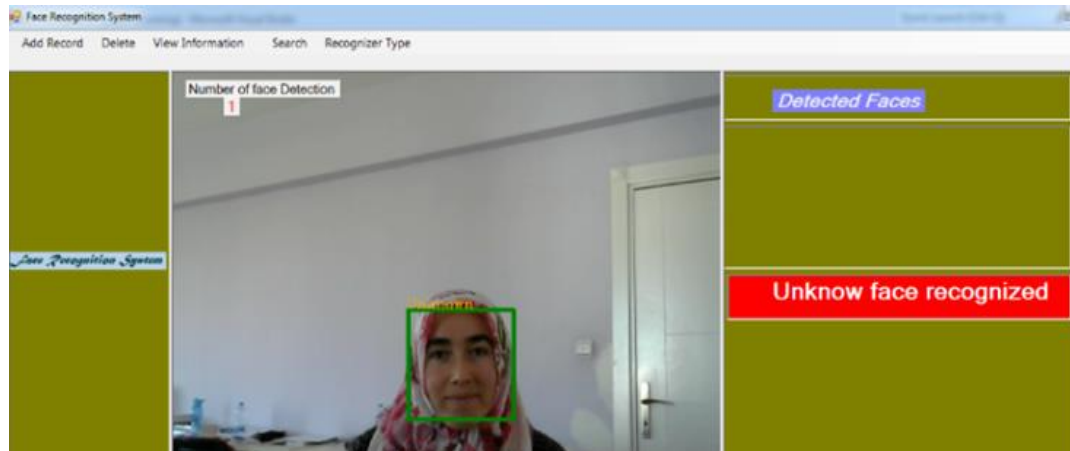 Face Recognition System
Add Record Delete View Information Search Recognizer Type
Number of face Detection
1
Detected Faces
Face Recognition System
Unknow face recognized